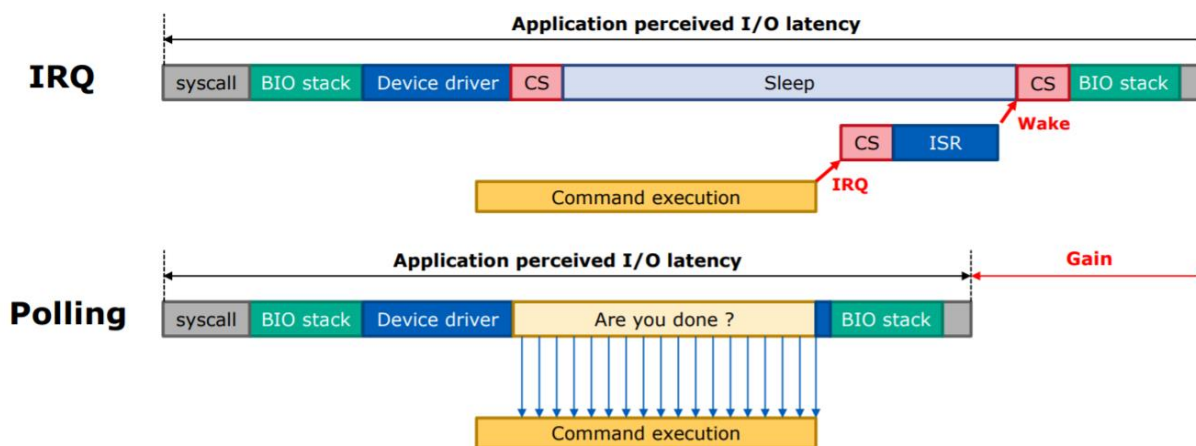 Application perceived I/O latency
IRQ
syscall BIO stack Device driver CS Sleep CS BIO stack
Wake
CS ISR
IRQ
Command execution
Application perceived I/O latency Gain
Polling
syscall BIO stack Device driver Are you done ? BIO stack
Command execution